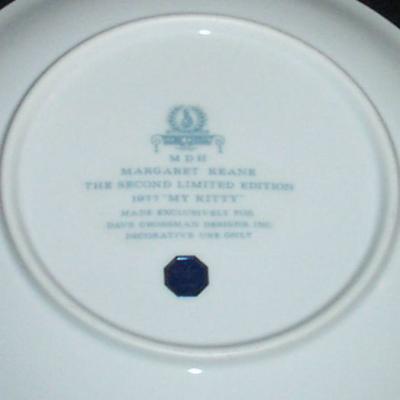 MDH
MARGARET KEANE
THE SECOND LIMITED EDITION
1977 "MY KITTY"
MADE EXCLUSIVELY FOR
DAVE GROSSMAN DESIGNS INC.
DECORATIVE USE ONLY